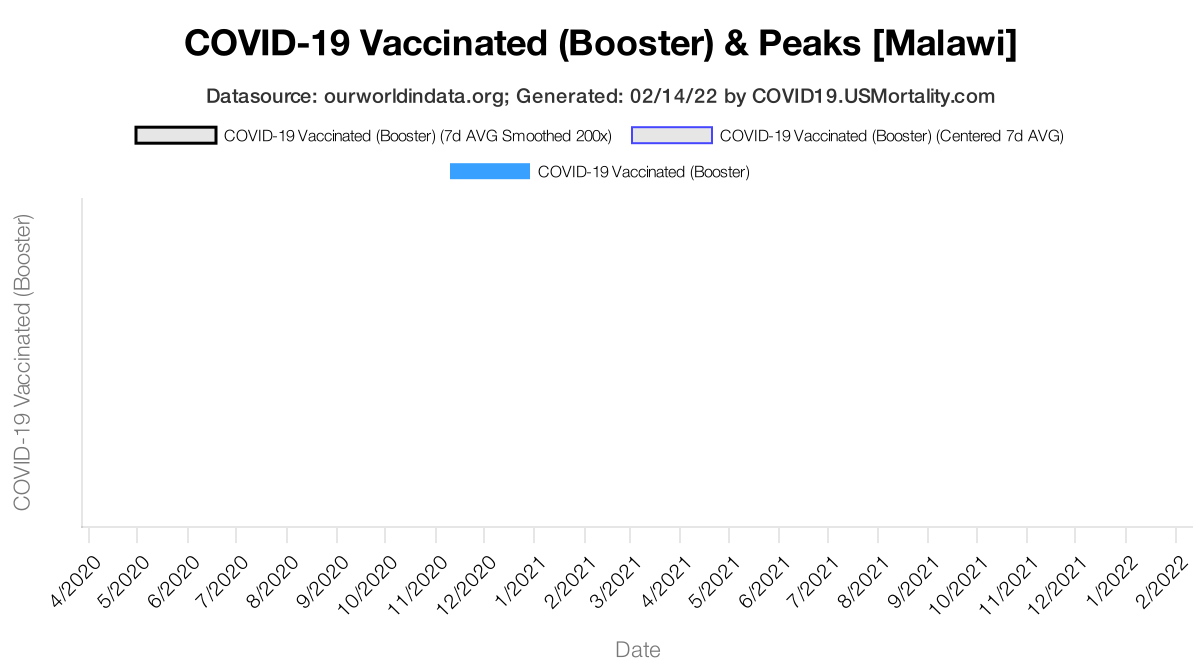 COVID-19 Vaccinated (Booster) & Peaks [Malawi]
Datasource: ourworldindata.org; Generated: 02/14/22 by COVID19.USMortality.com
COVID-19 Vaccinated (Booster) (7d AVG Smoothed 200x) COVID-19 Vaccinated (Booster) (Centered 7d AVG)
COVID-19 Vaccinated (Booster)
COVID-19 Vaccinated (Booster)
4/2020 5/2020 6/2020 7/2020 8/2020 9/2020 10/2020 11/2020 12/2020 1/2021 2/2021 3/2021 4/2021 5/2021 6/2021 7/2021 8/2021 9/2021 10/2021 11/2021 12/2021 1/2022 2/2022
Date